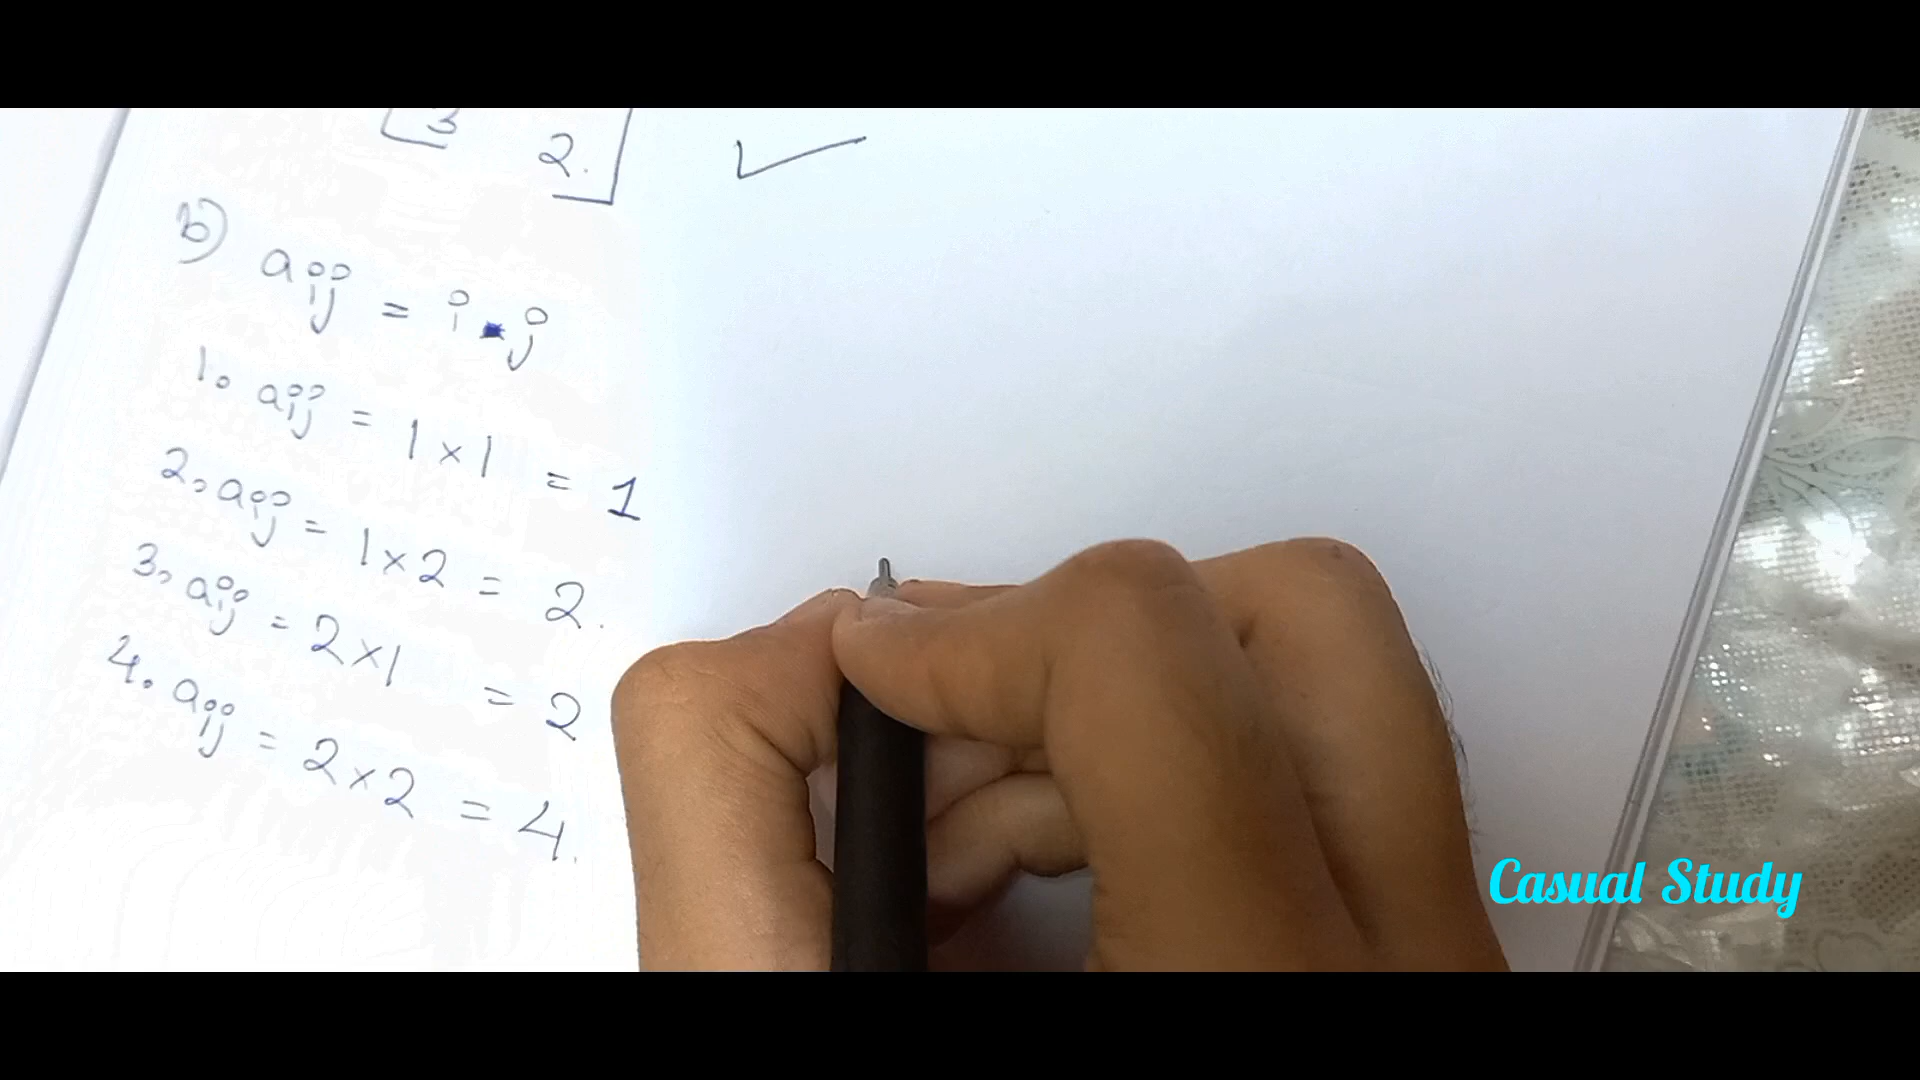 3
2.
b) aij = i . j
1. aij = 1 × 1 = 1
2, aij = 1 × 2 = 2.
3, aij = 2 × 1 = 2
4. aij = 2 × 2 = 4.
Casual Study